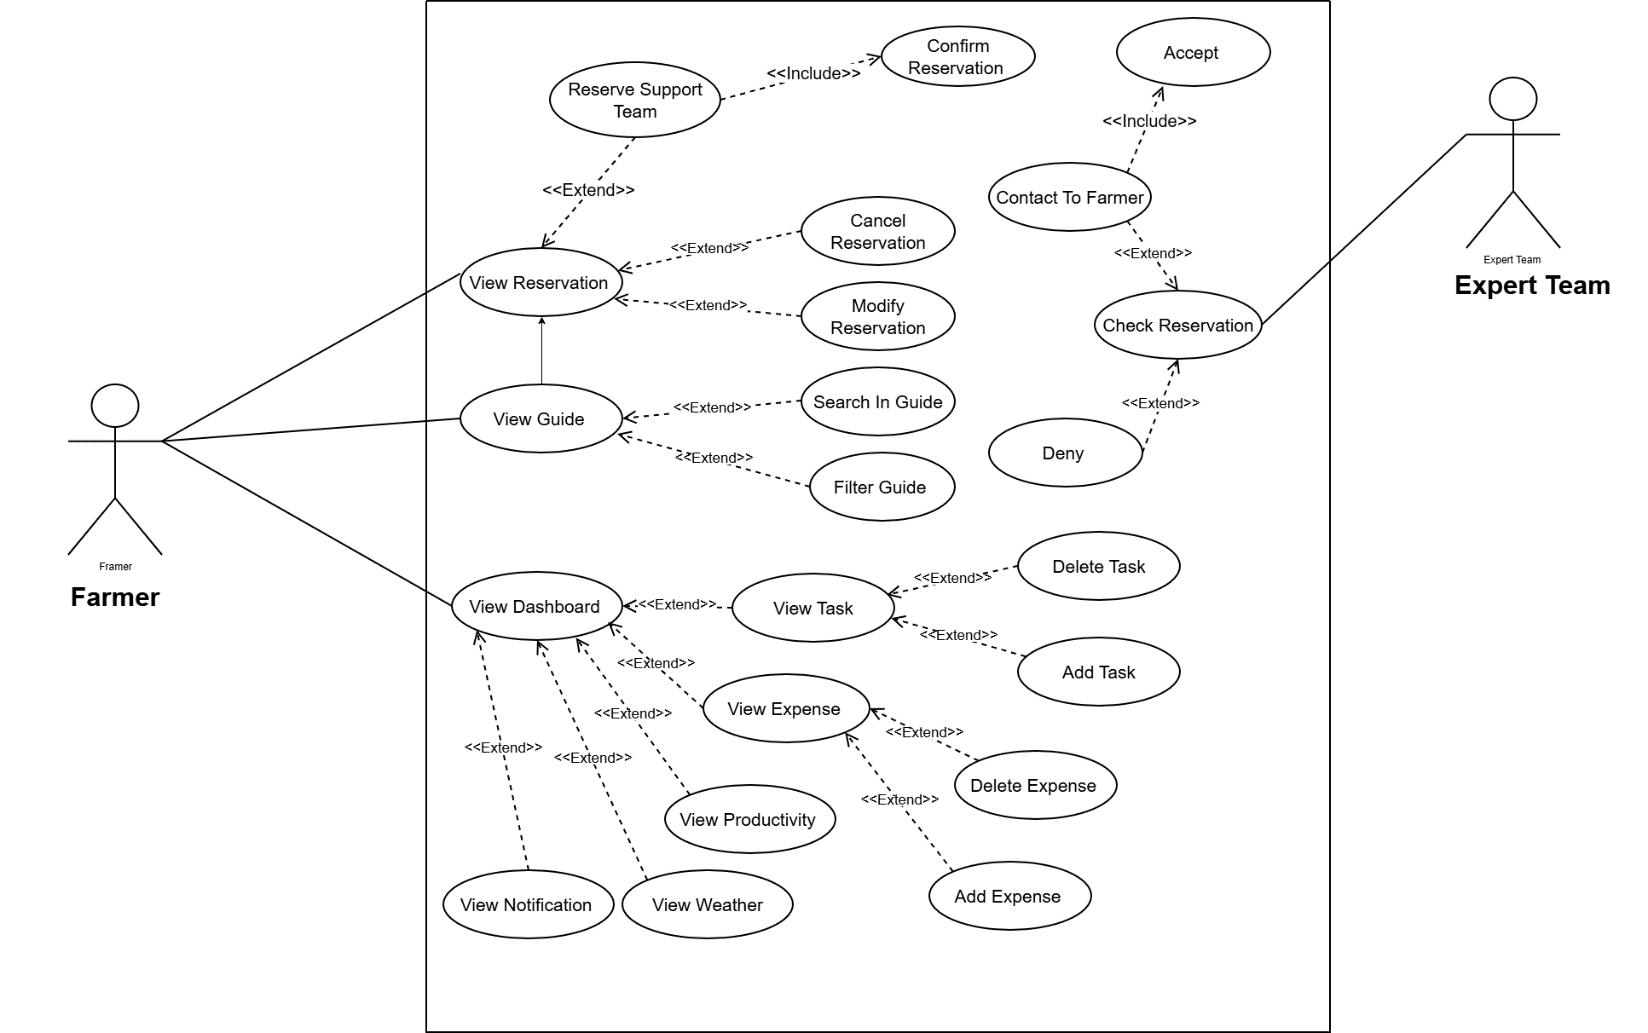 Confirm
Reservation
Accept
<<Include>>
Reserve Support
Team
<<Include>>
<<Extend>>
Contact To Farmer
Cancel
Reservation
<<Extend>>
<<Extend>>
Expert Team
Expert Team
View Reservation
<<Extend>>
Modify
Reservation
Check Reservation
View Guide
<<Extend>>
Search In Guide
<<Extend>>
<<Extend>>
Filter Guide
Deny
Framer
Farmer
View Dashboard
<<Extend>>
View Task
<<Extend>>
Delete Task
<<Extend>>
Add Task
<<Extend>>
View Expense
<<Extend>>
<<Extend>>
<<Extend>>
<<Extend>>
Delete Expense
<<Extend>>
View Productivity
View Notification
View Weather
Add Expense